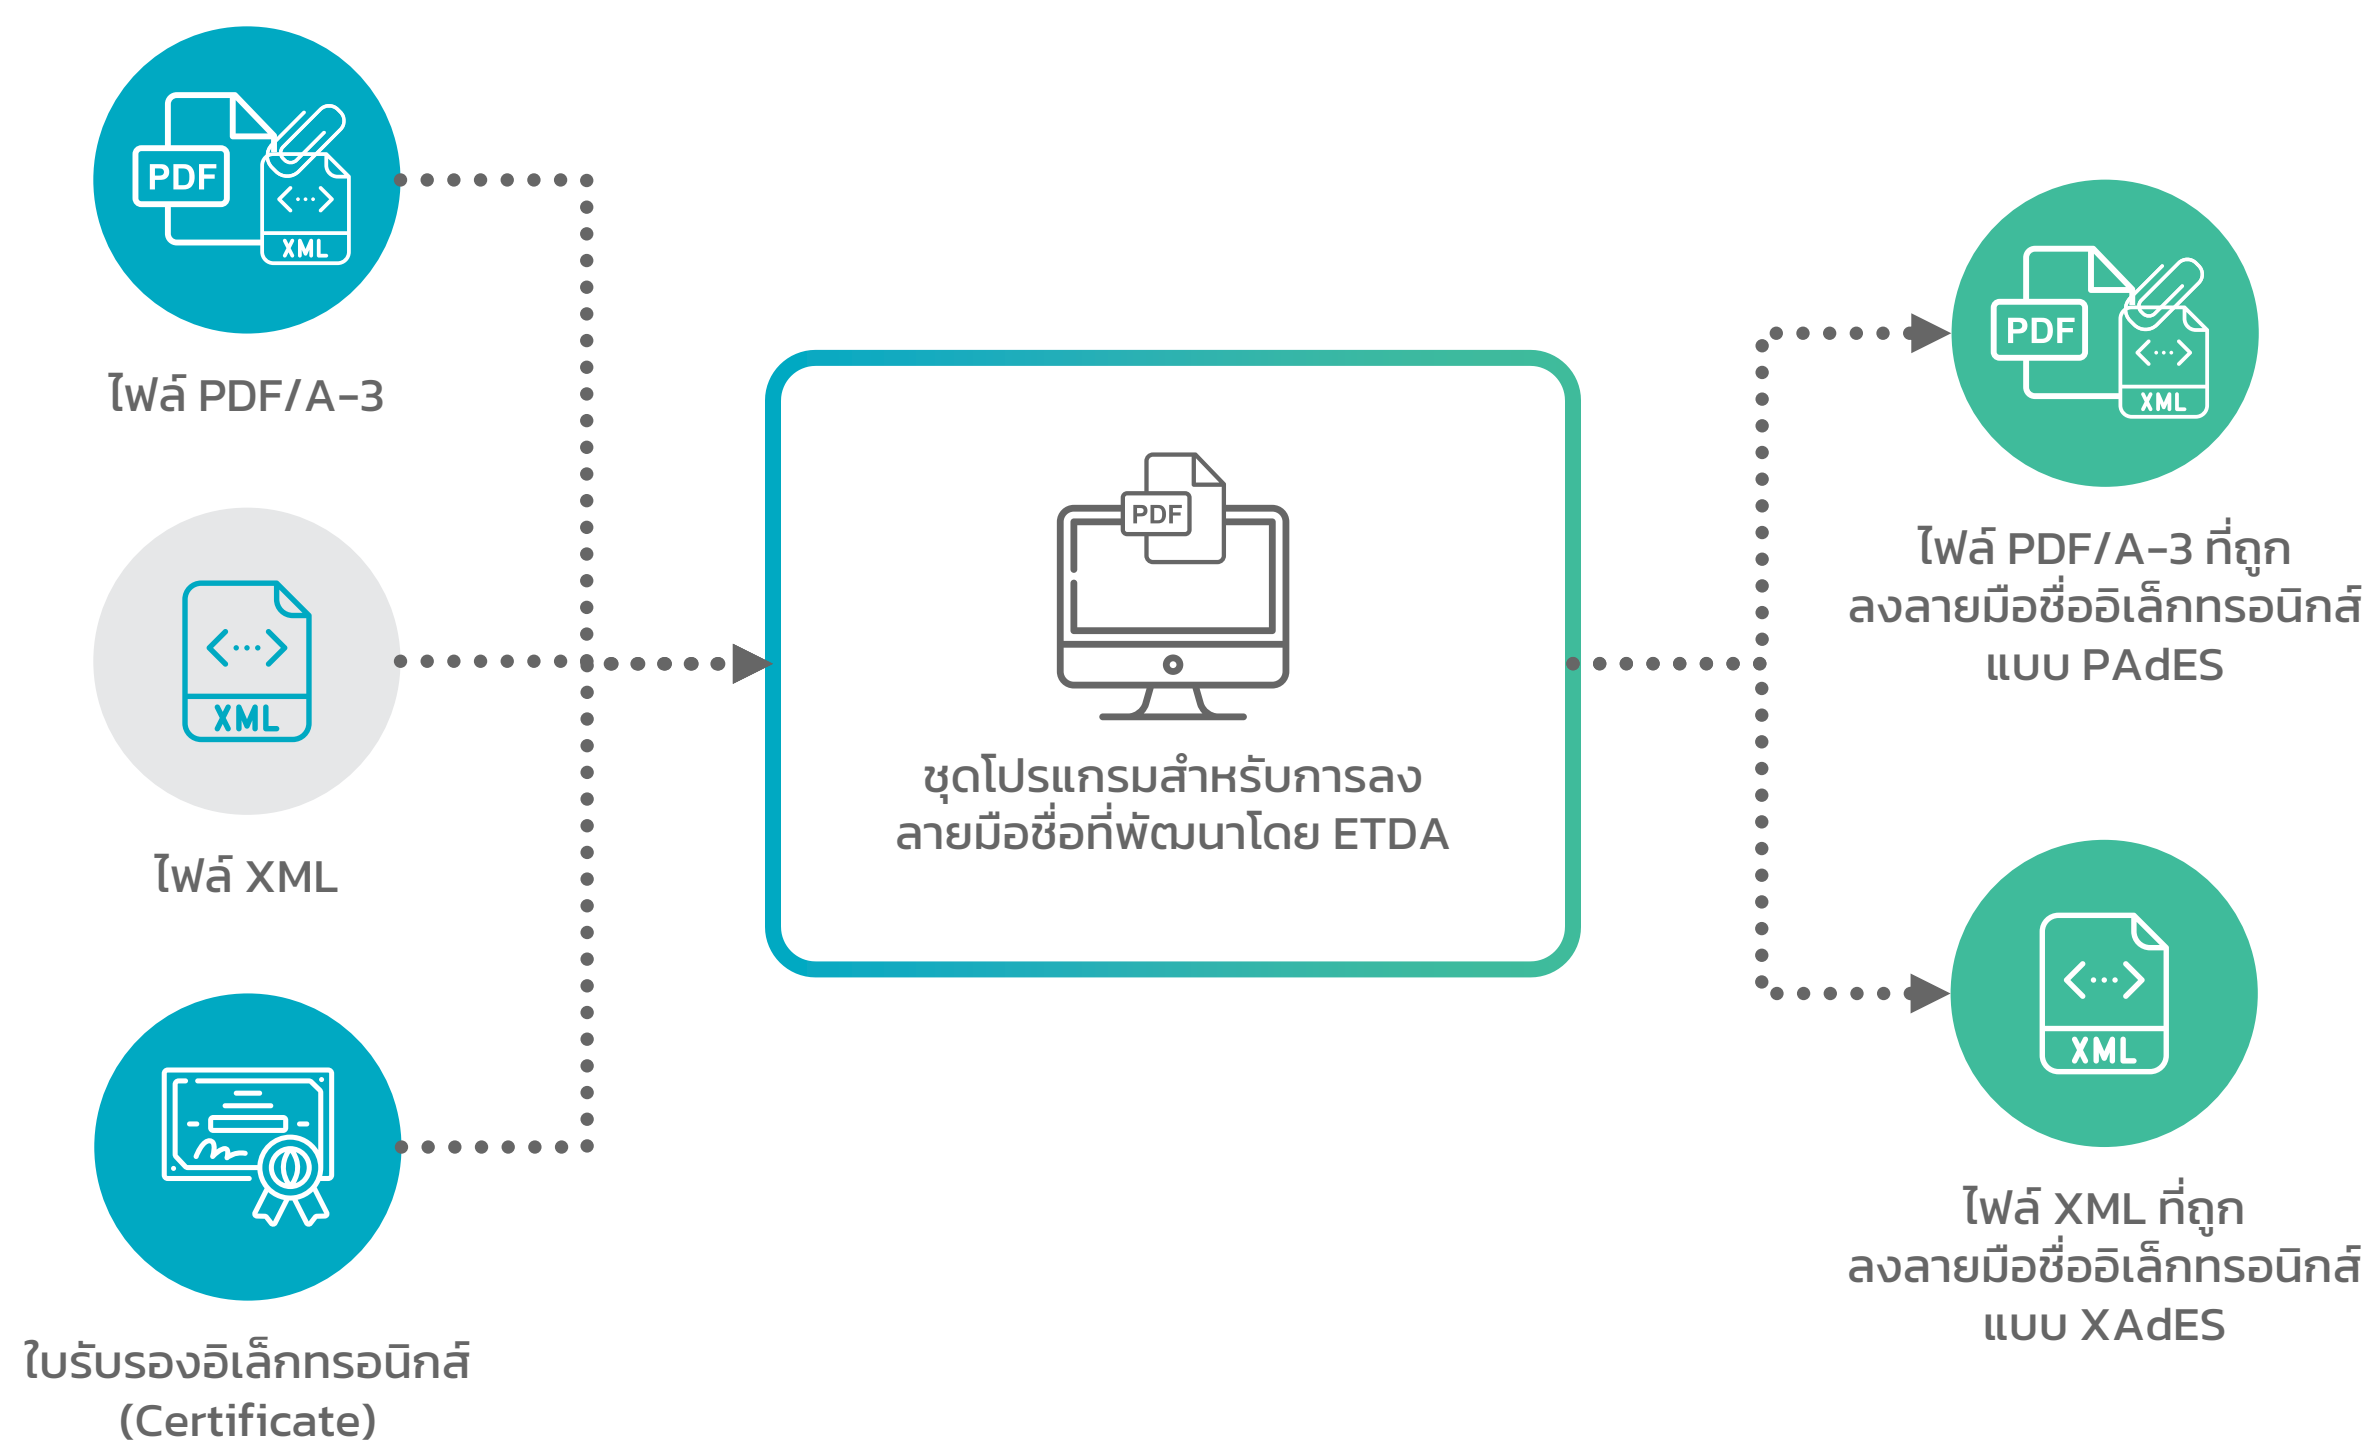 PDF
XML
ไฟล์ PDF/A-3
XML
ไฟล์ XML
ใบรับรองอิเล็กทรอนิกส์
(Certificate)
PDF
ชุดโปรแกรมสำหรับการลง
ลายมือชื่อที่พัฒนาโดย ETDA
PDF
XML
ไฟล์ PDF/A-3 ที่ถูก
ลงลายมือชื่ออิเล็กทรอนิกส์
แบบ PAdES
XML
ไฟล์ XML ที่ถูก
ลงลายมือชื่ออิเล็กทรอนิกส์
แบบ XAdES